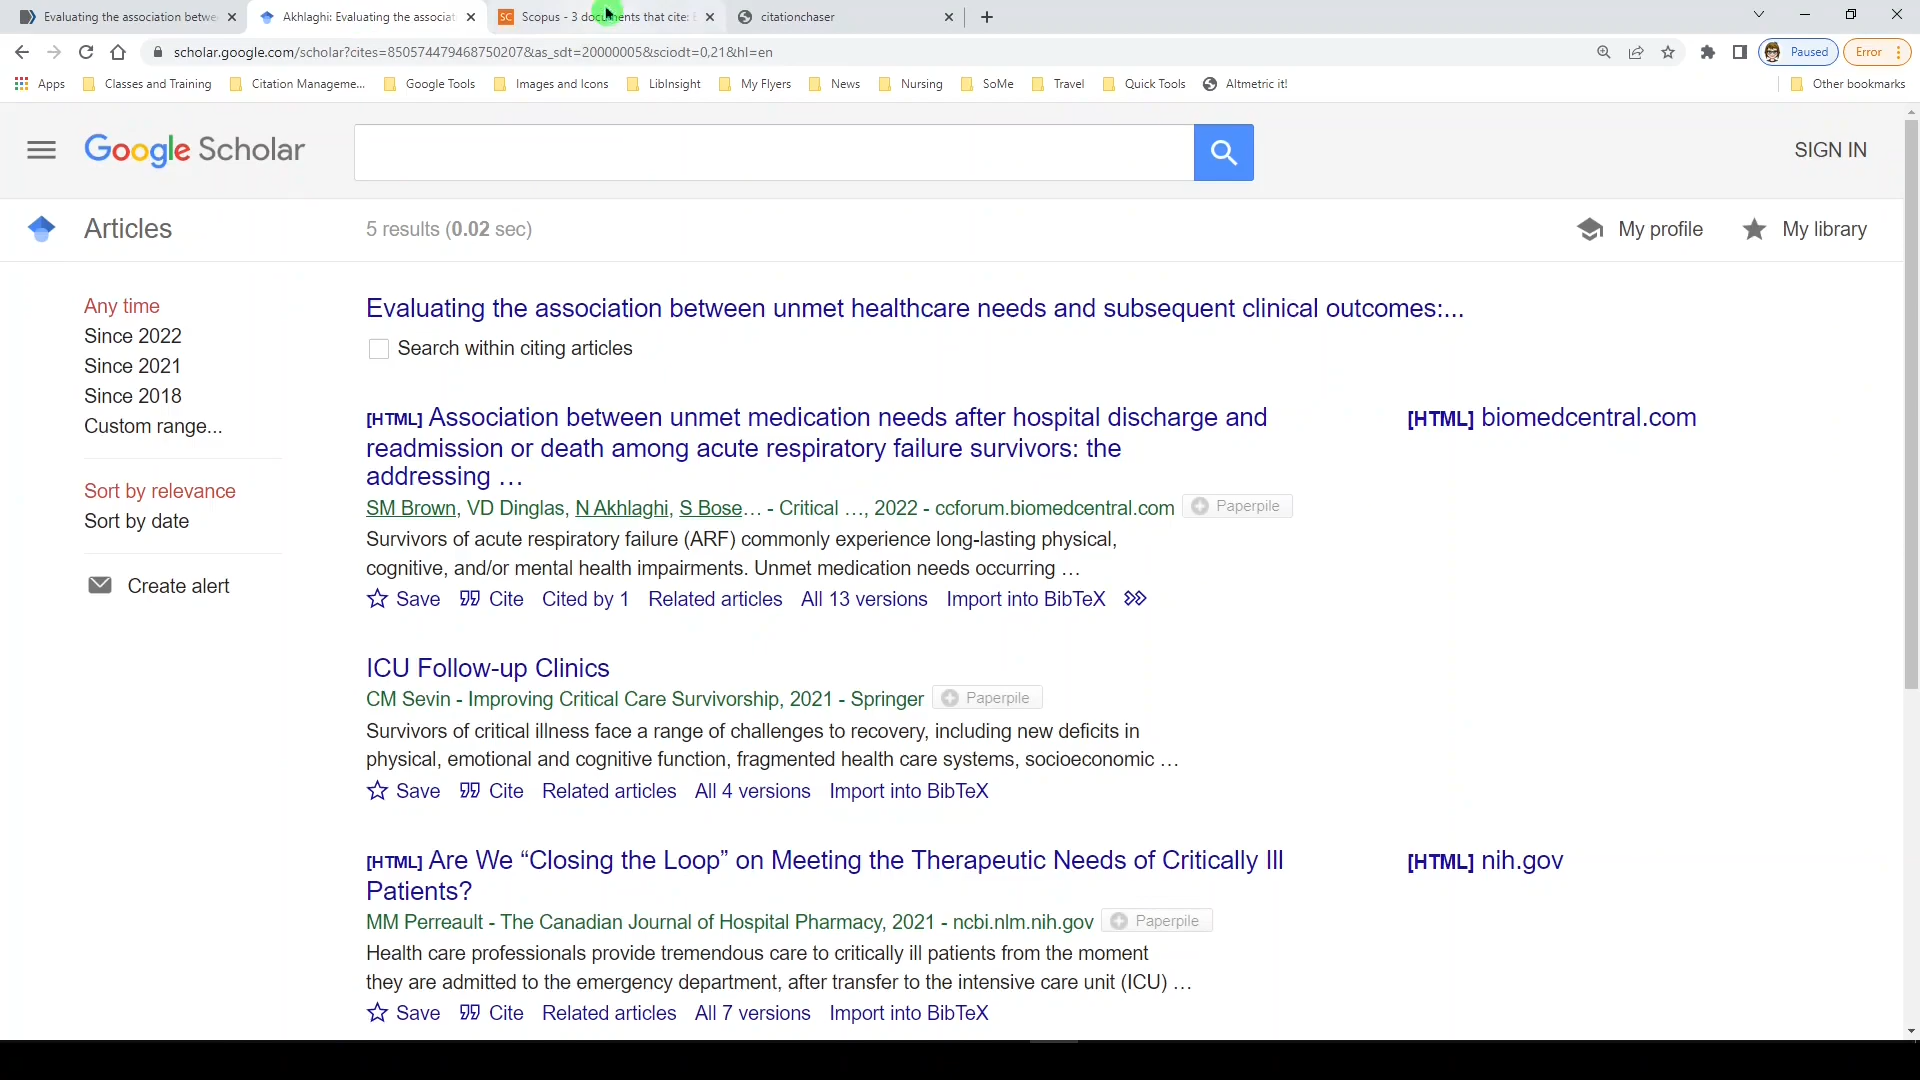 Evaluating the association betwe
Akhlaghi: Evaluating the associat
SC Scopus - 3 documents that cite: E
citationchaser
scholar.google.com/scholar?cites=850574479468750207&as_sdt=20000005&sciodt=0,21&hl=en
Paused
Error
Apps
Classes and Training
Citation Manageme...
Google Tools
Images and Icons
LibInsight
My Flyers
News
Nursing
SoMe
Travel
Quick Tools
Altmetric it!
Other bookmarks
Google Scholar
SIGN IN
Articles
5 results (0.02 sec)
My profile
My library
Any time
Since 2022
Since 2021
Since 2018
Custom range...
Sort by relevance
Sort by date
Create alert
Evaluating the association between unmet healthcare needs and subsequent clinical outcomes:...
Search within citing articles
[HTML] Association between unmet medication needs after hospital discharge and
readmission or death among acute respiratory failure survivors: the
addressing …
[HTML] biomedcentral.com
SM Brown, VD Dinglas, N Akhlaghi, S Bose… - Critical …, 2022 - ccforum.biomedcentral.com
Paperpile
Survivors of acute respiratory failure (ARF) commonly experience long-lasting physical,
cognitive, and/or mental health impairments. Unmet medication needs occurring …
Save Cite Cited by 1 Related articles All 13 versions Import into BibTeX
ICU Follow-up Clinics
CM Sevin - Improving Critical Care Survivorship, 2021 - Springer
Paperpile
Survivors of critical illness face a range of challenges to recovery, including new deficits in
physical, emotional and cognitive function, fragmented health care systems, socioeconomic …
Save Cite Related articles All 4 versions Import into BibTeX
[HTML] Are We “Closing the Loop” on Meeting the Therapeutic Needs of Critically Ill
Patients?
[HTML] nih.gov
MM Perreault - The Canadian Journal of Hospital Pharmacy, 2021 - ncbi.nlm.nih.gov
Paperpile
Health care professionals provide tremendous care to critically ill patients from the moment
they are admitted to the emergency department, after transfer to the intensive care unit (ICU) …
Save Cite Related articles All 7 versions Import into BibTeX